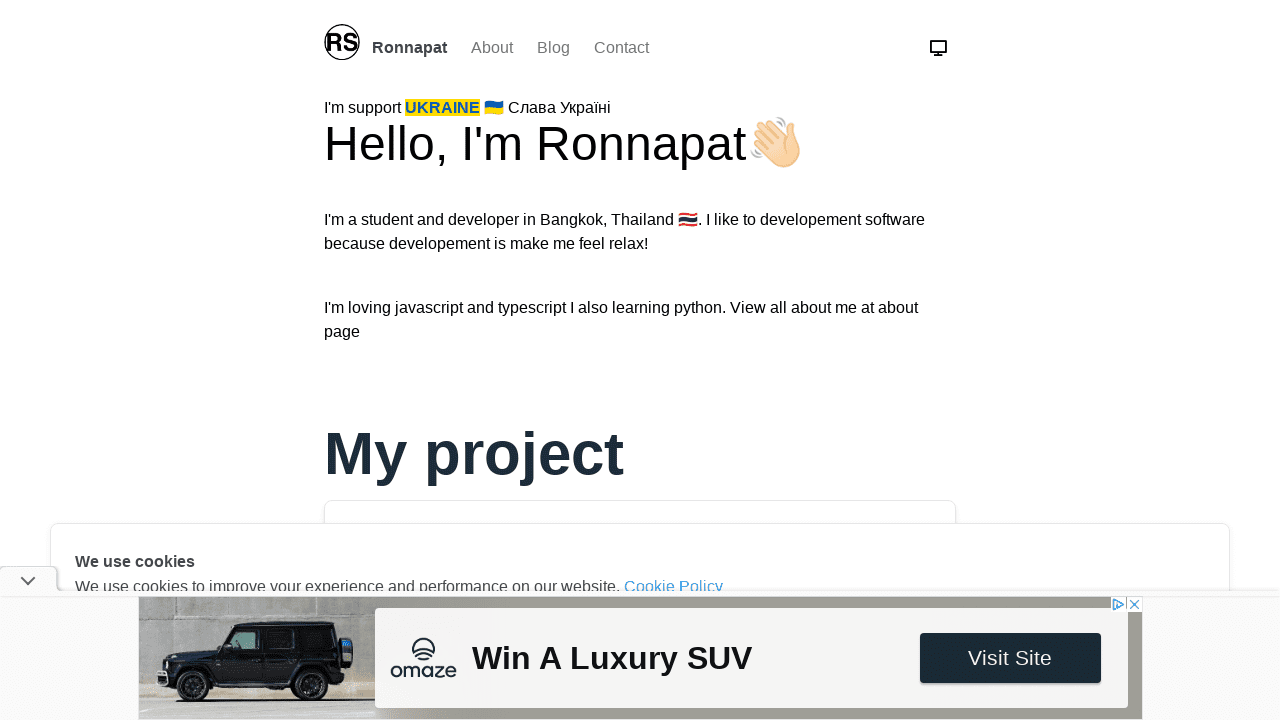 RS Ronnapat About Blog Contact
I'm support UKRAINE 🇺🇦 Слава Україні
Hello, I'm Ronnapat👋🏻
I'm a student and developer in Bangkok, Thailand 🇹🇭. I like to developement software
because developement is make me feel relax!
I'm loving javascript and typescript I also learning python. View all about me at about
page
My project
We use cookies
We use cookies to improve your experience and performance on our website. Cookie Policy
omaze Win A Luxury SUV Visit Site